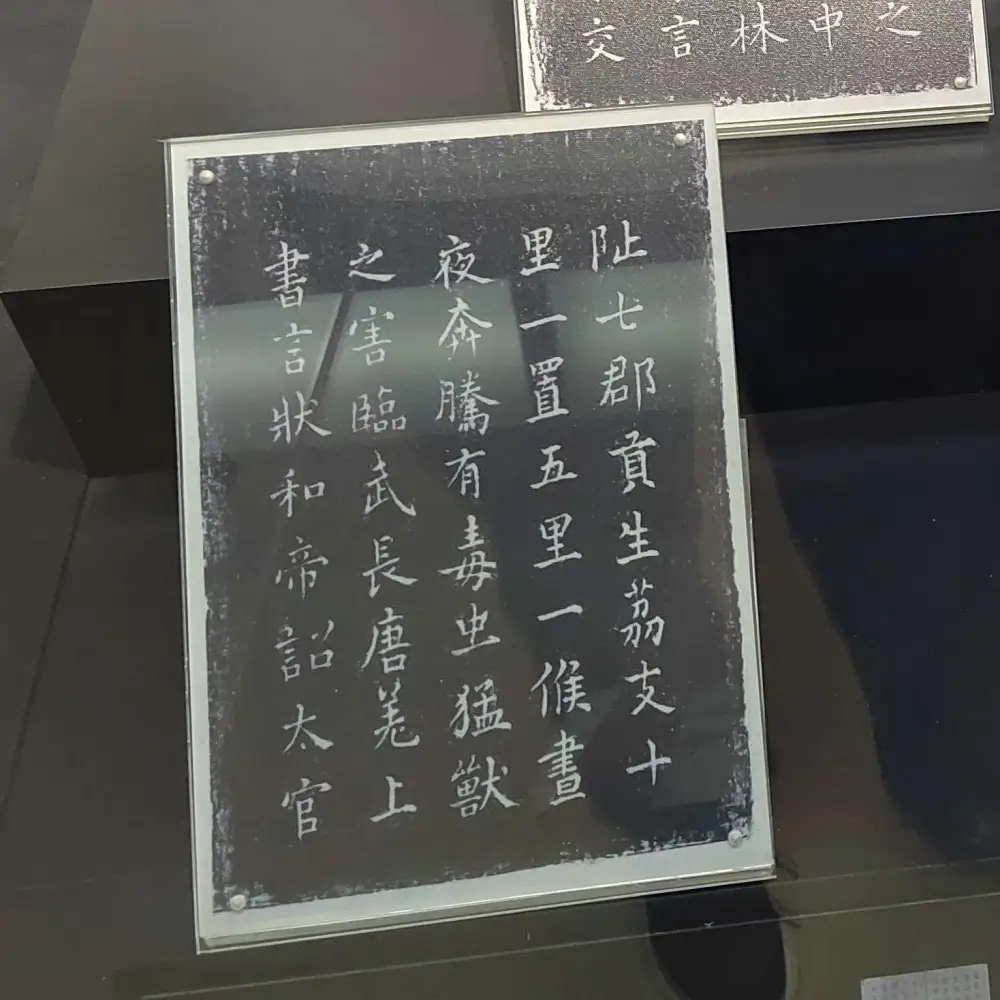 阯七郡貢生茘支十
里一置五里一候晝
夜奔騰有毒虫猛獸
之害臨武長唐羌上
書言狀和帝詔太官
之
中
林
言
交